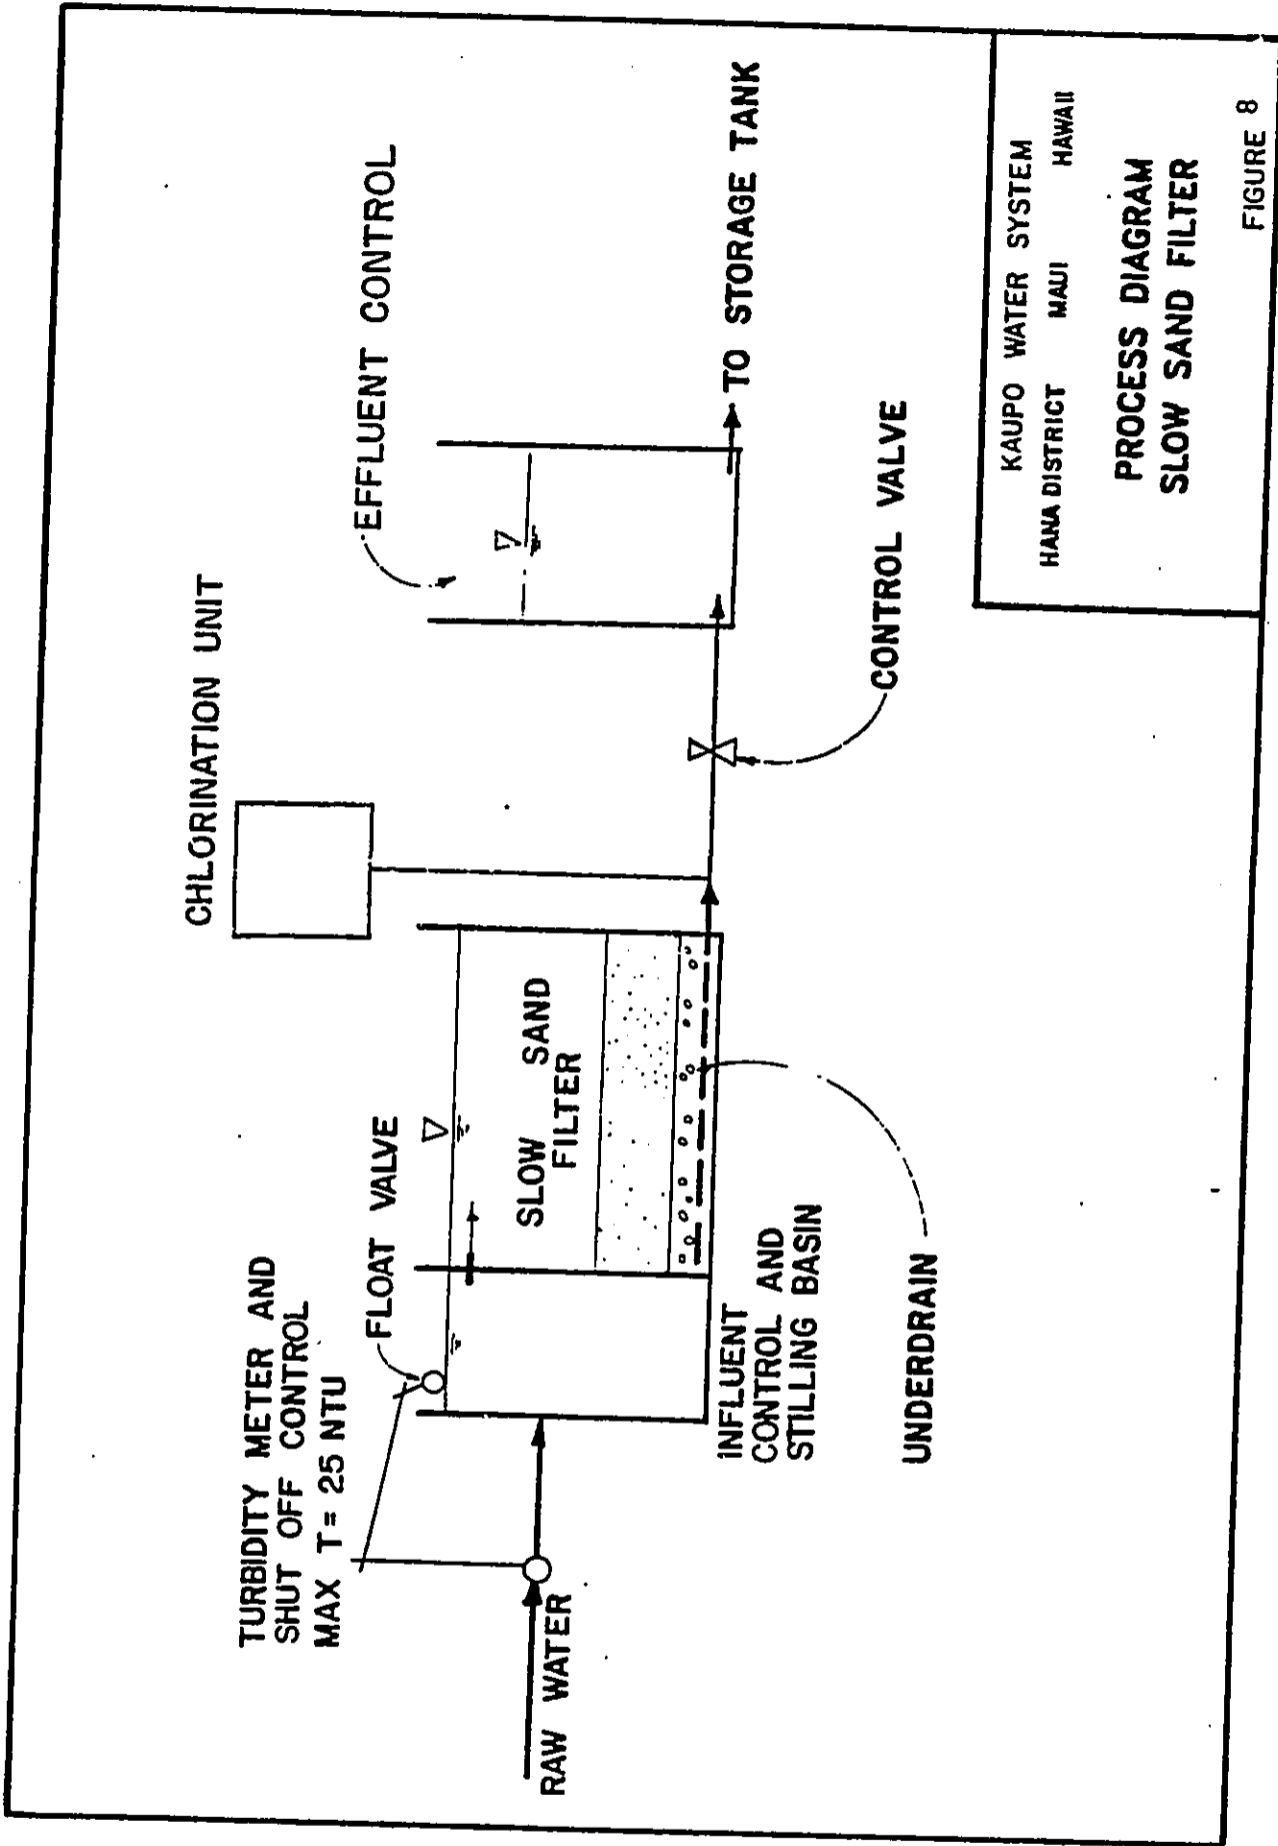 CHLORINATION UNIT
EFFLUENT CONTROL
TURBIDITY METER AND
SHUT OFF CONTROL
MAX T = 25 NTU
FLOAT VALVE
SLOW SAND
FILTER
RAW WATER
TO STORAGE TANK
INFLUENT
CONTROL AND
STILLING BASIN
CONTROL VALVE
UNDERDRAIN
KAUPO WATER SYSTEM
HANA DISTRICT MAUI HAWAII
PROCESS DIAGRAM
SLOW SAND FILTER
FIGURE 8